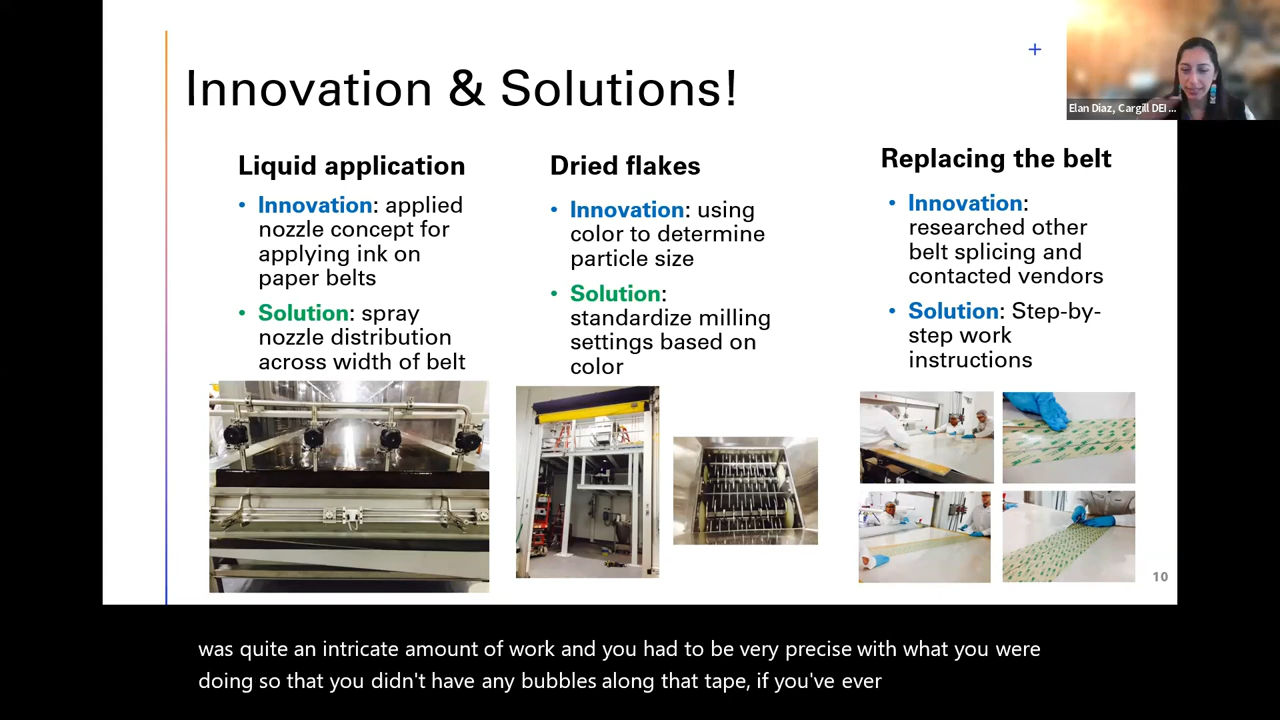 Innovation & Solutions!
+
Elan Diaz, Cargill DEI ...
Liquid application
• Innovation: applied
nozzle concept for
applying ink on
paper belts
• Solution: spray
nozzle distribution
across width of belt
Dried flakes
• Innovation: using
color to determine
particle size
• Solution:
standardize milling
settings based on
color
Replacing the belt
• Innovation:
researched other
belt splicing and
contacted vendors
• Solution: Step-by-
step work
instructions
10
was quite an intricate amount of work and you had to be very precise with what you were
doing so that you didn't have any bubbles along that tape, if you've ever